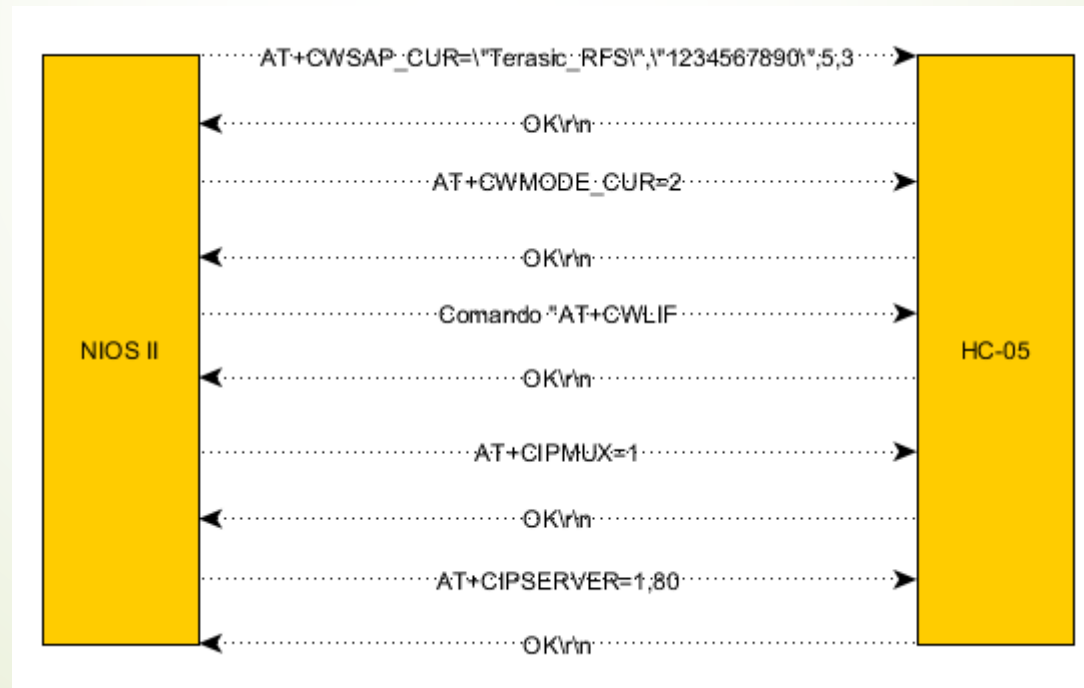 AT+CWSAP_CUR=\"Terasic_RFS\",\"1234567890\",5,3
OK\r\n
AT+CWMODE_CUR=2
OK\r\n
Comando "AT+CWLIF
NIOS II
HC-05
OK\r\n
AT+CIPMUX=1
OK\r\n
AT+CIPSERVER=1,80
OK\r\n